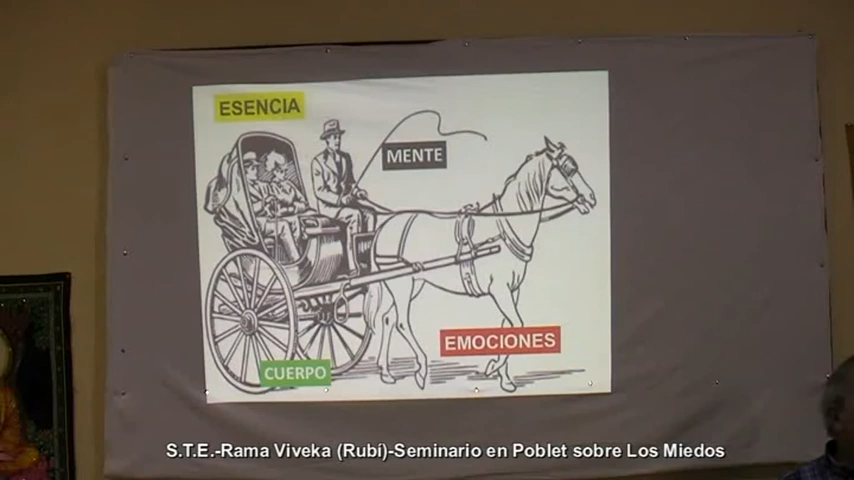 ESENCIA
MENTE
EMOCIONES
CUERPO
S.T.E.-Rama Viveka (Rubí)-Seminario en Poblet sobre Los Miedos